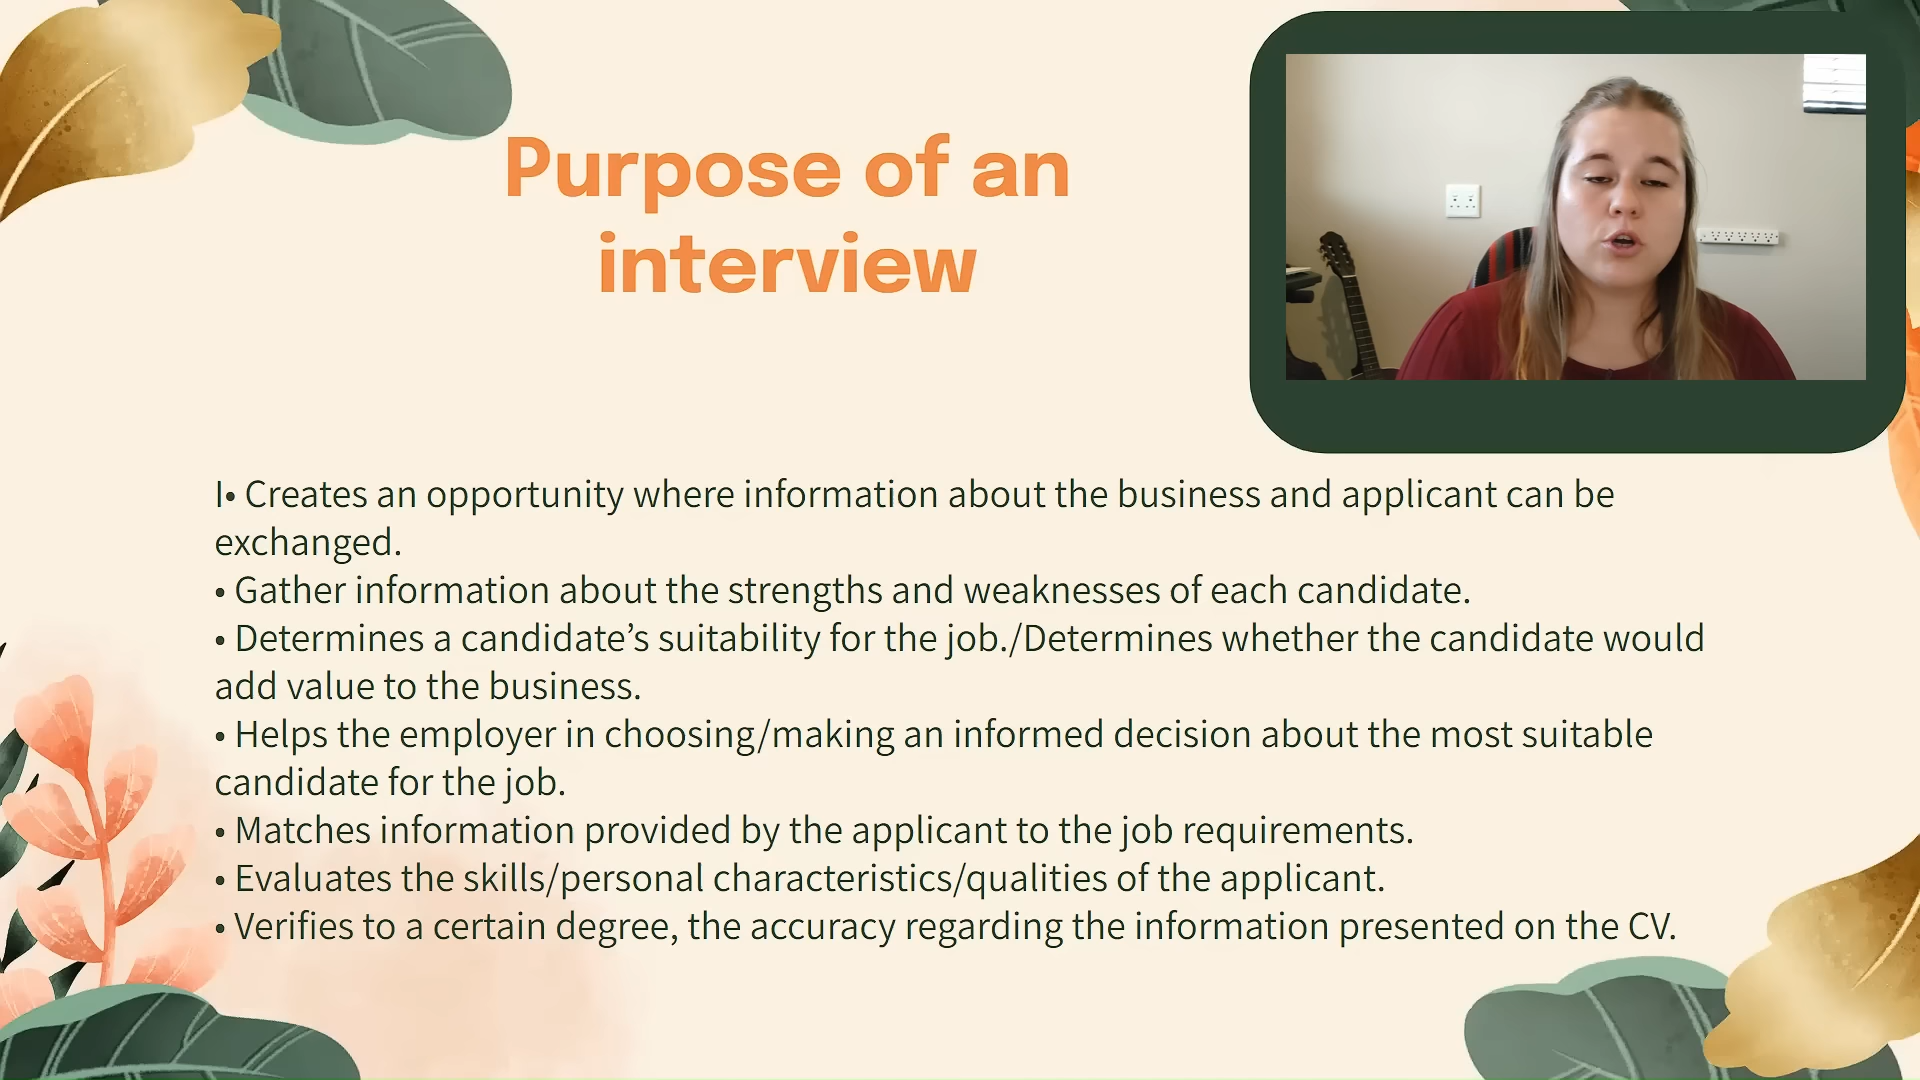 Purpose of an
interview
I• Creates an opportunity where information about the business and applicant can be
exchanged.
• Gather information about the strengths and weaknesses of each candidate.
• Determines a candidate’s suitability for the job./Determines whether the candidate would
add value to the business.
• Helps the employer in choosing/making an informed decision about the most suitable
candidate for the job.
• Matches information provided by the applicant to the job requirements.
• Evaluates the skills/personal characteristics/qualities of the applicant.
• Verifies to a certain degree, the accuracy regarding the information presented on the CV.